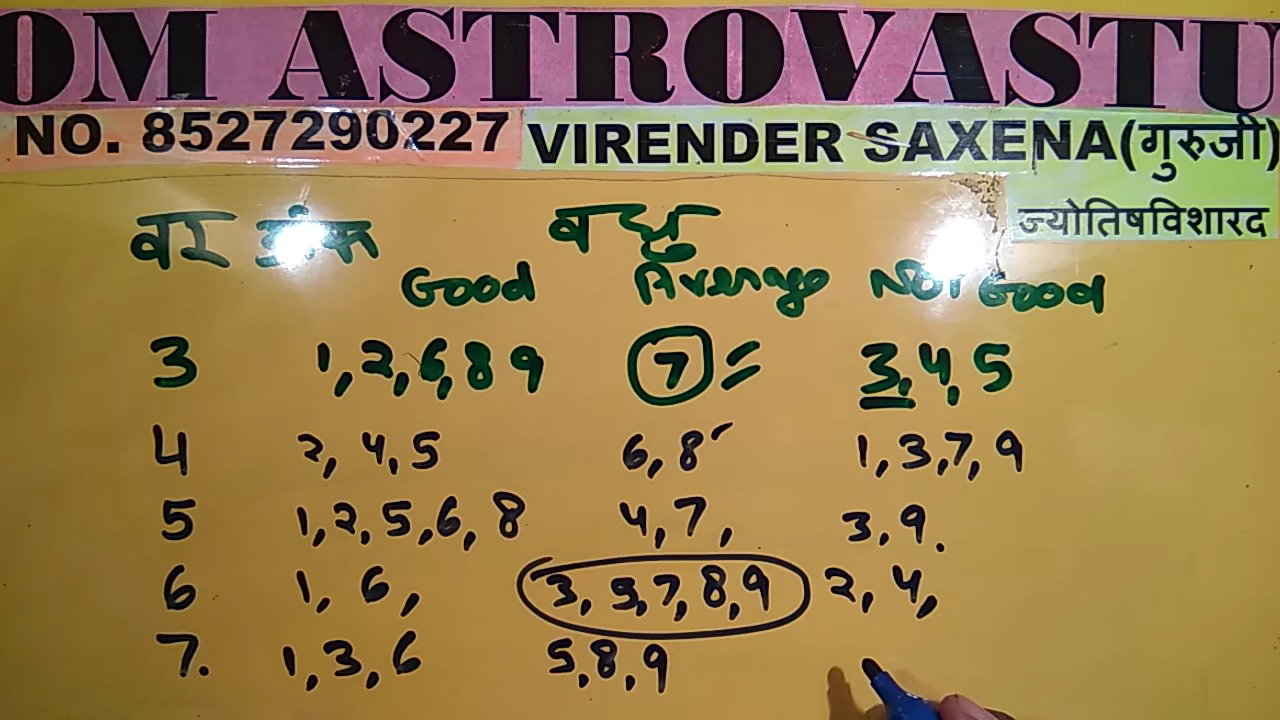 OM ASTROVASTU
NO. 8527290227 VIRENDER SAXENA(गुरुजी)
ज्योतिषविशारद
वर अंक वधु
Good Average Not Good
3 1,2,6,8 9 7 = 3,4,5
4 2, 4,5 6,8 1,3,7,9
5 1,2,5,6,8 4,7, 3,9.
6 1, 6, 3,5,7,8,9 2,4,
7. 1,3,6 5,8,9